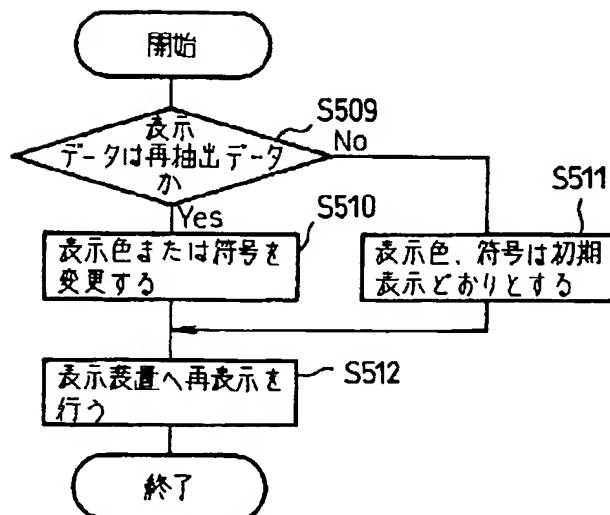 開始
S509
表示
データは再抽出データ
か
No
Yes
S510
表示色または符号を
変更する
S511
表示色、符号は初期
表示どおりとする
S512
表示装置へ再表示を
行う
終了